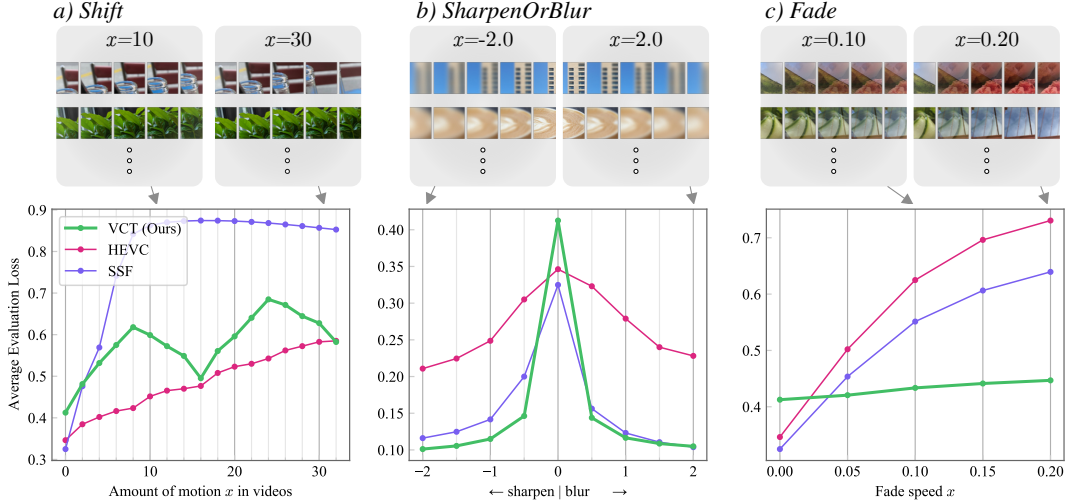 a) Shift
x=10
x=30
b) SharpenOrBlur
x=-2.0
x=2.0
c) Fade
x=0.10
x=0.20
Average Evaluation Loss
0.9
0.8
0.7
0.6
0.5
0.4
0.3
VCT (Ours)
HEVC
SSF
0
10
20
30
Amount of motion x in videos
0.40
0.35
0.30
0.25
0.20
0.15
0.10
−2
−1
0
1
2
← sharpen | blur →
0.7
0.6
0.5
0.4
0.00
0.05
0.10
0.15
0.20
Fade speed x